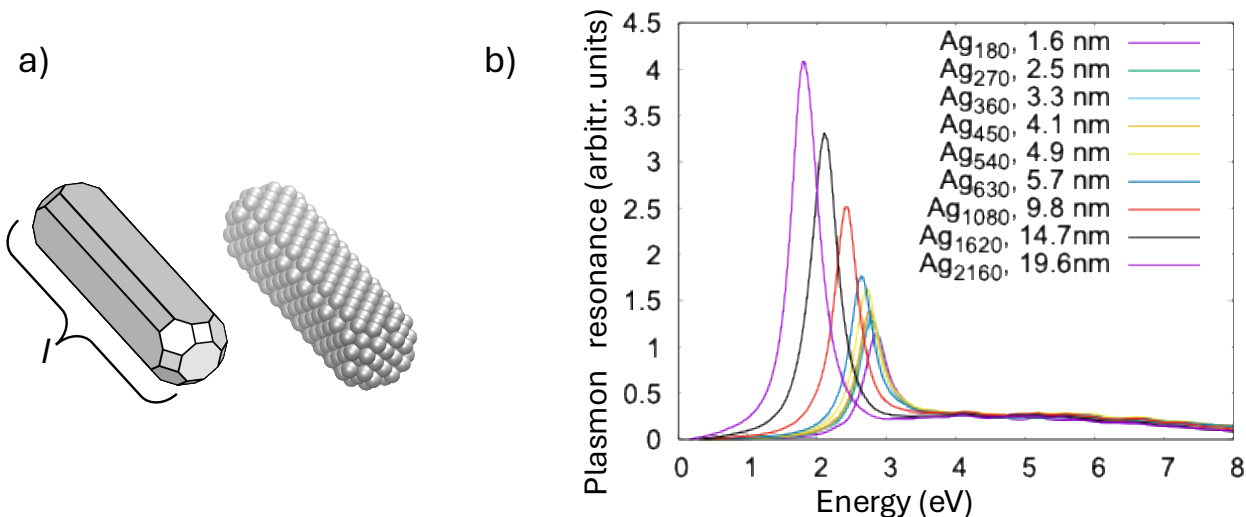 a)
l
b)
Plasmon resonance (arbitr. units)
4.5
4
3.5
3
2.5
2
1.5
1
0.5
0
Ag180, 1.6 nm
Ag270, 2.5 nm
Ag360, 3.3 nm
Ag450, 4.1 nm
Ag540, 4.9 nm
Ag630, 5.7 nm
Ag1080, 9.8 nm
Ag1620, 14.7nm
Ag2160, 19.6nm
0 1 2 3 4 5 6 7 8
Energy (eV)